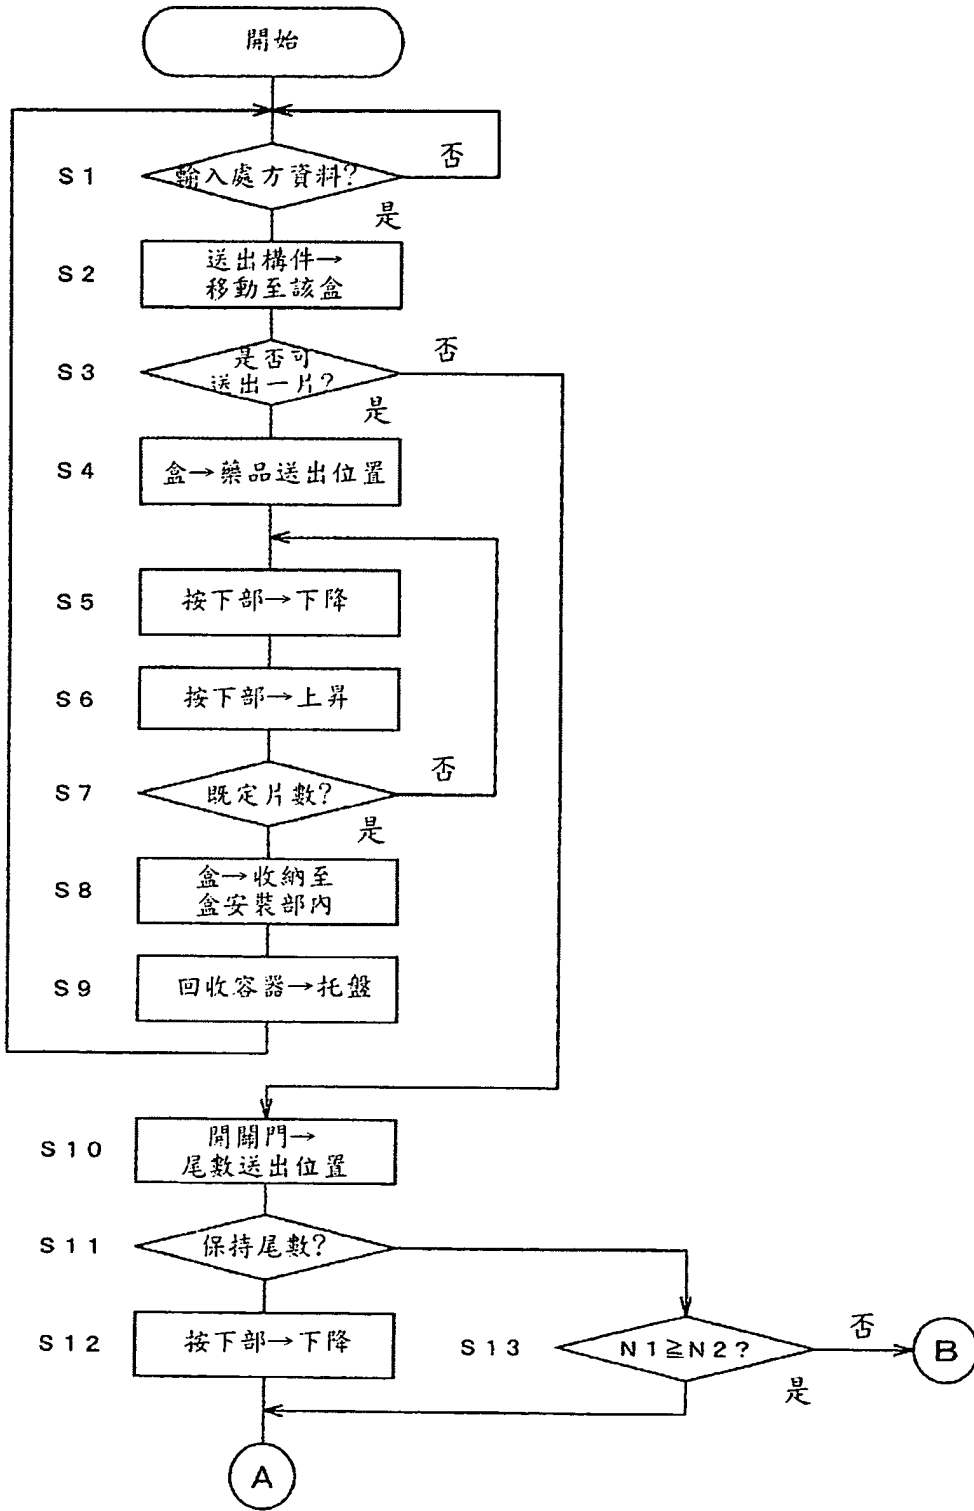 開始
否
S1
輸入處方資料?
是
S2
送出構件→
移動至該盒
否
S3
是否可
送出一片?
是
S4
盒→藥品送出位置
S5
按下部→下降
S6
按下部→上昇
否
S7
既定片數?
是
S8
盒→收納至
盒安裝部內
S9
回收容器→托盤
S10
開關門→
尾數送出位置
S11
保持尾數?
S12
按下部→下降
S13
N1≧N2?
否
B
是
A